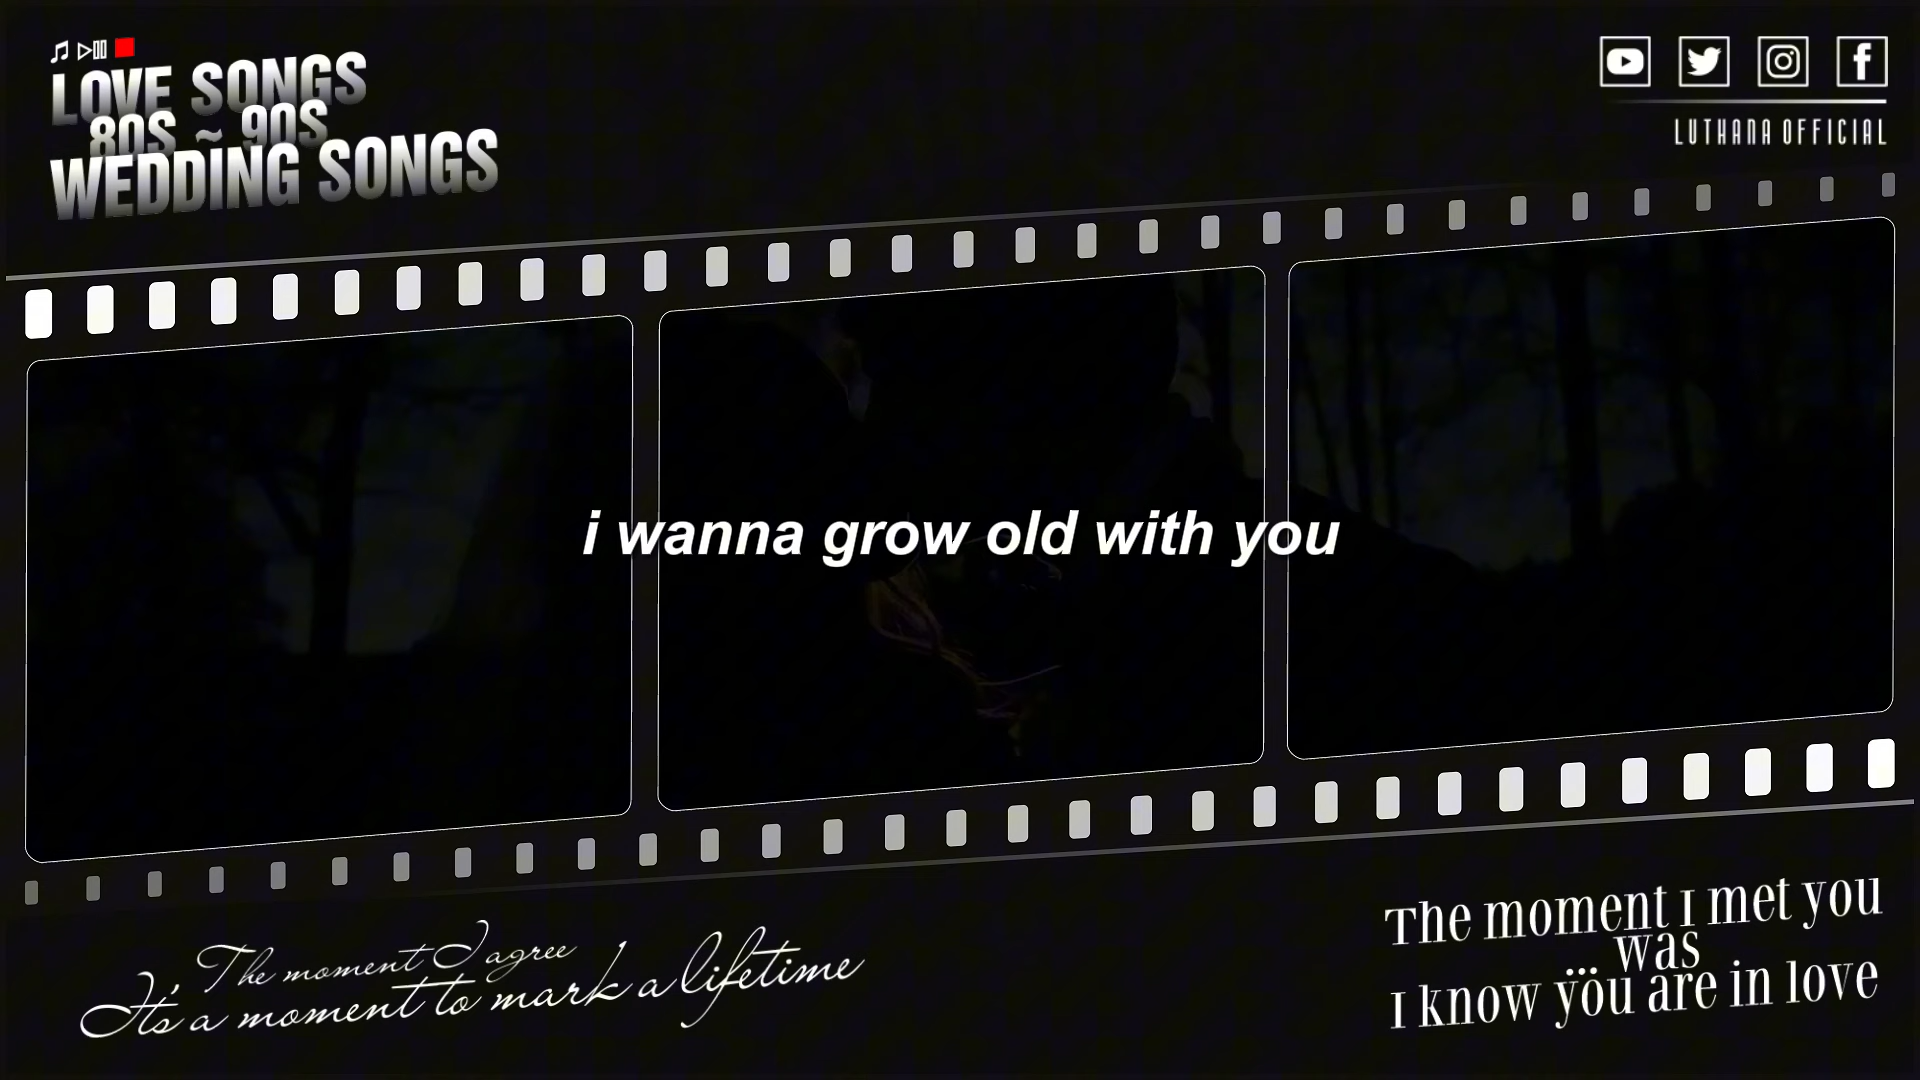 LOVE SONGS
80S ~ 90S
WEDDING SONGS
LUTHANA OFFICIAL
i wanna grow old with you
The moment I agree
It's a moment to mark a lifetime
The moment I met you
was
I know you are in love